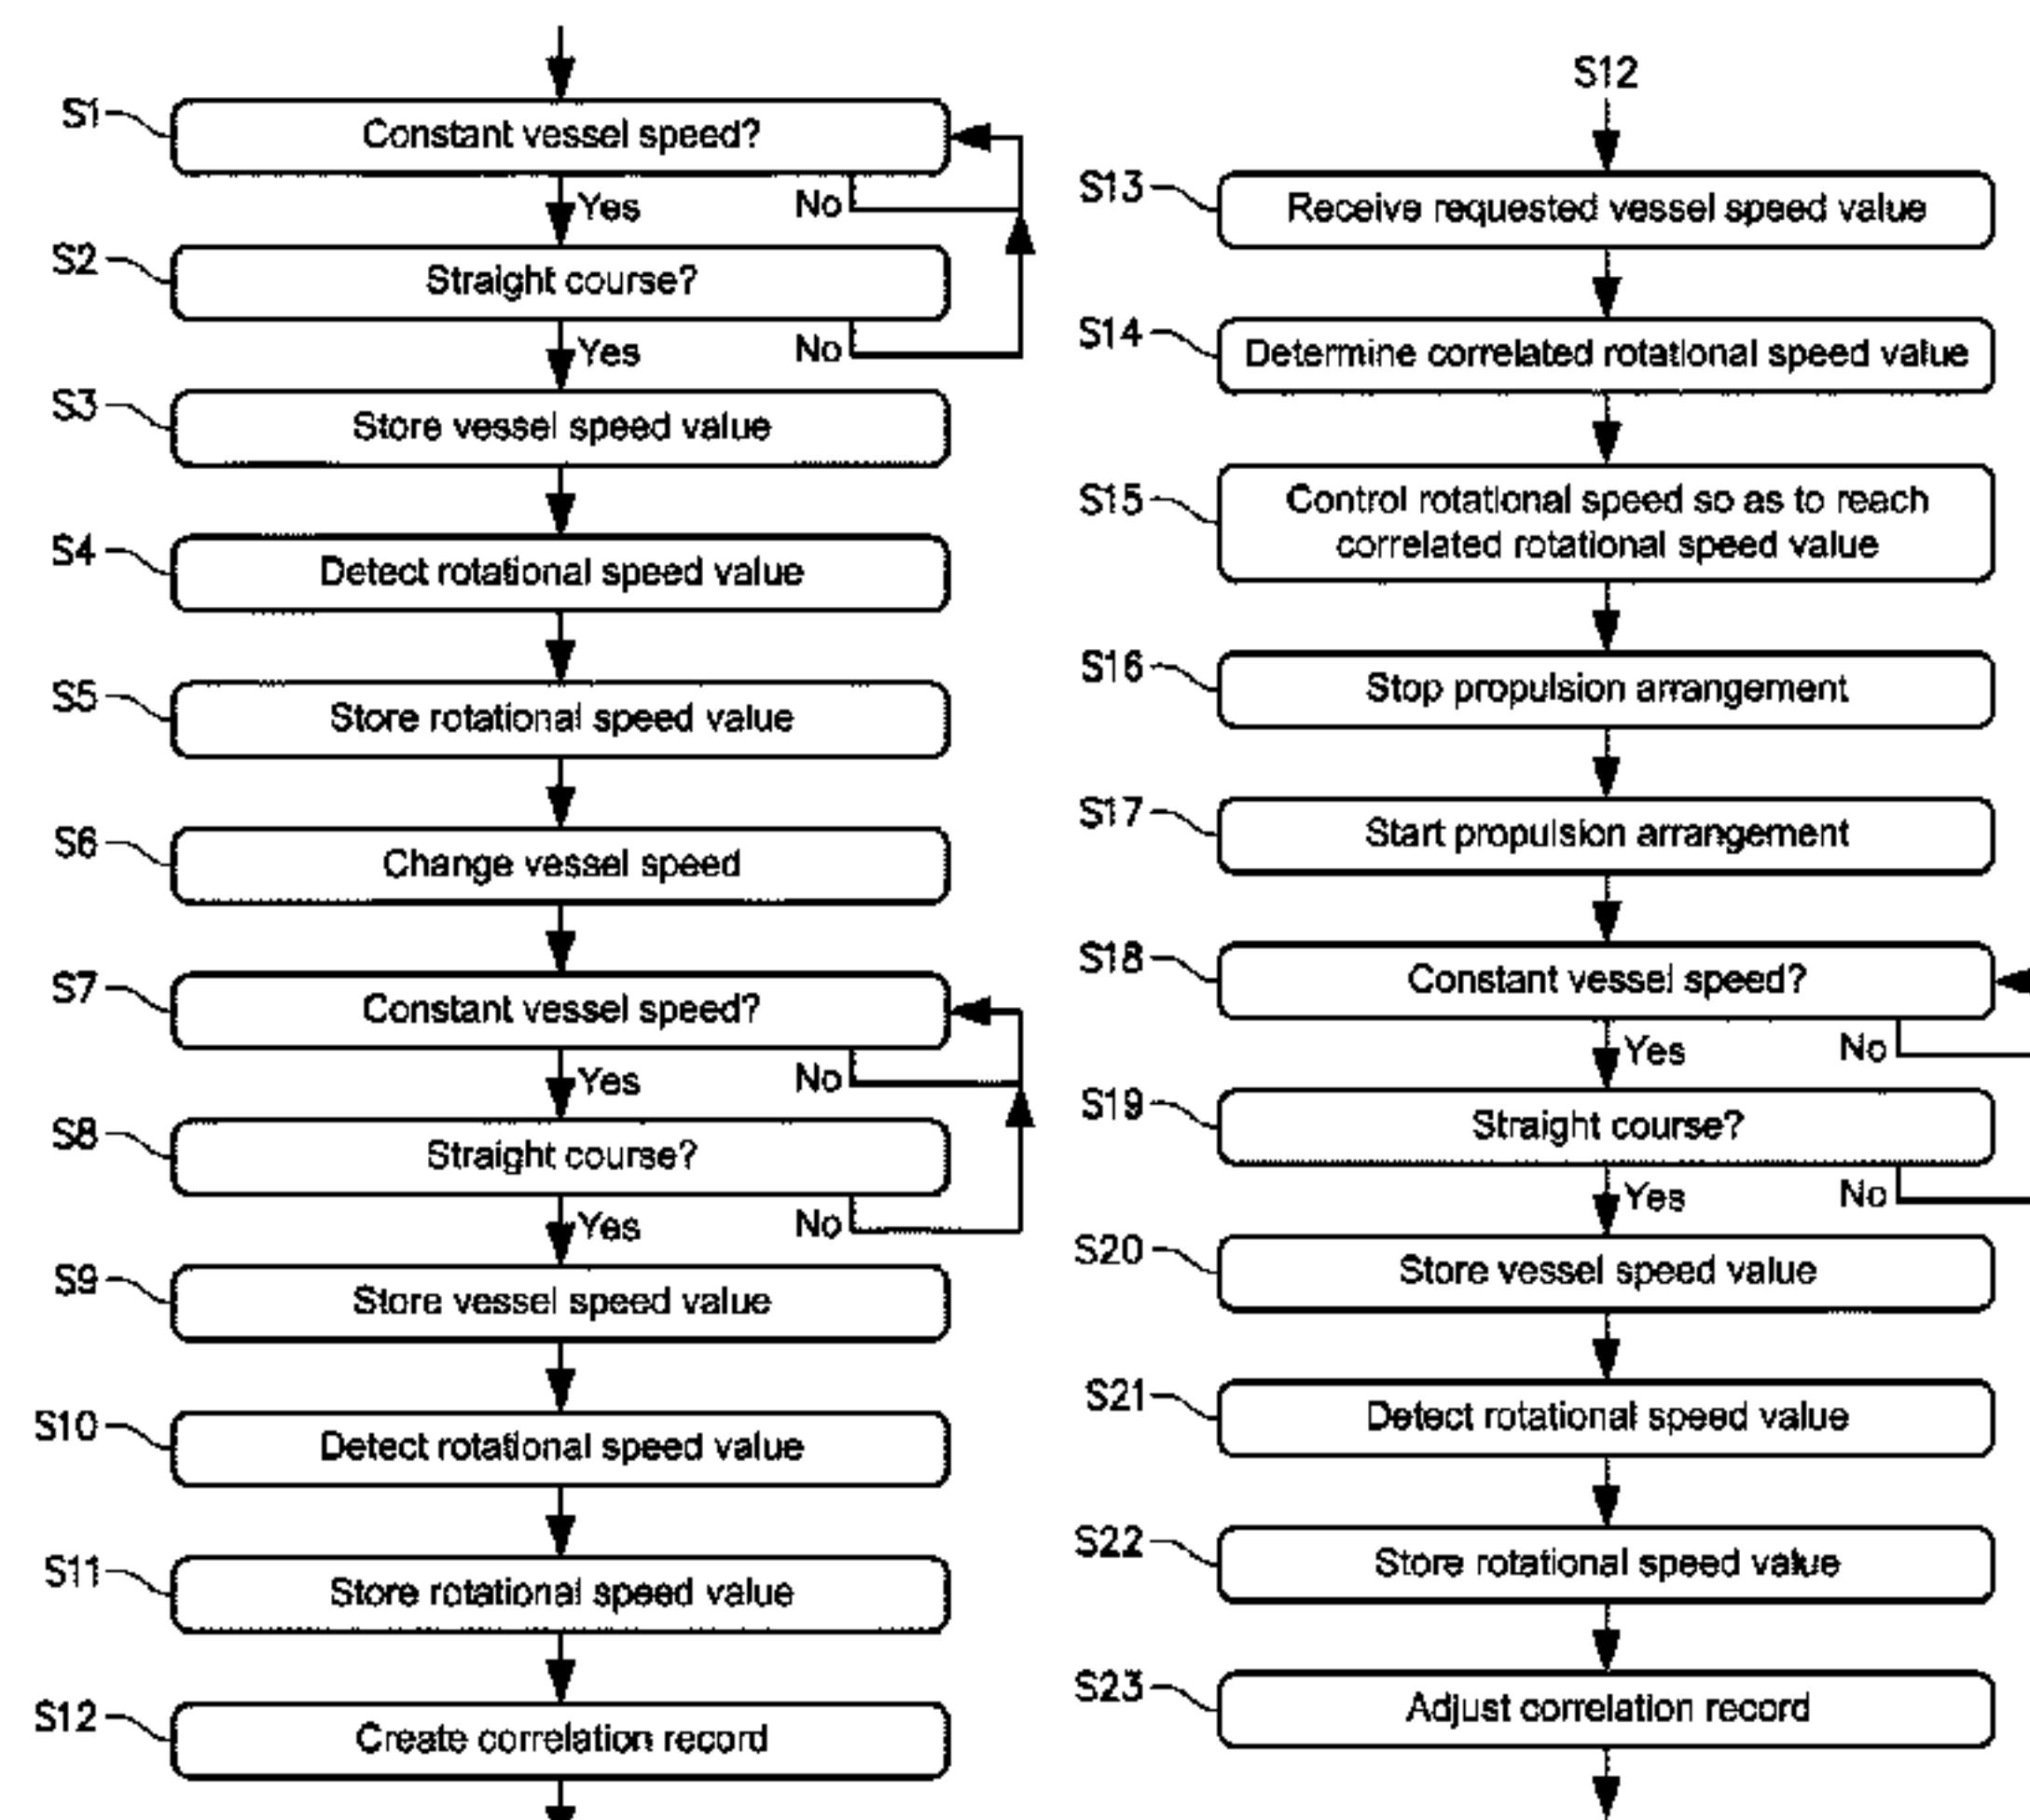 S1
Constant vessel speed?
Yes
No
S2
Straight course?
Yes
No
S3
Store vessel speed value
S4
Detect rotational speed value
S5
Store rotational speed value
S6
Change vessel speed
S7
Constant vessel speed?
Yes
No
S8
Straight course?
Yes
No
S9
Store vessel speed value
S10
Detect rotational speed value
S11
Store rotational speed value
S12
Create correlation record
S12
S13
Receive requested vessel speed value
S14
Determine correlated rotational speed value
S15
Control rotational speed so as to reach
correlated rotational speed value
S16
Stop propulsion arrangement
S17
Start propulsion arrangement
S18
Constant vessel speed?
Yes
No
S19
Straight course?
Yes
No
S20
Store vessel speed value
S21
Detect rotational speed value
S22
Store rotational speed value
S23
Adjust correlation record